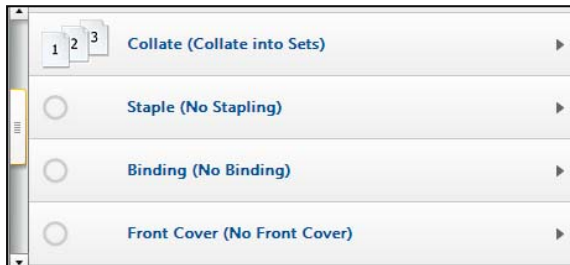 1 2 3
Collate (Collate into Sets)
Staple (No Stapling)
Binding (No Binding)
Front Cover (No Front Cover)